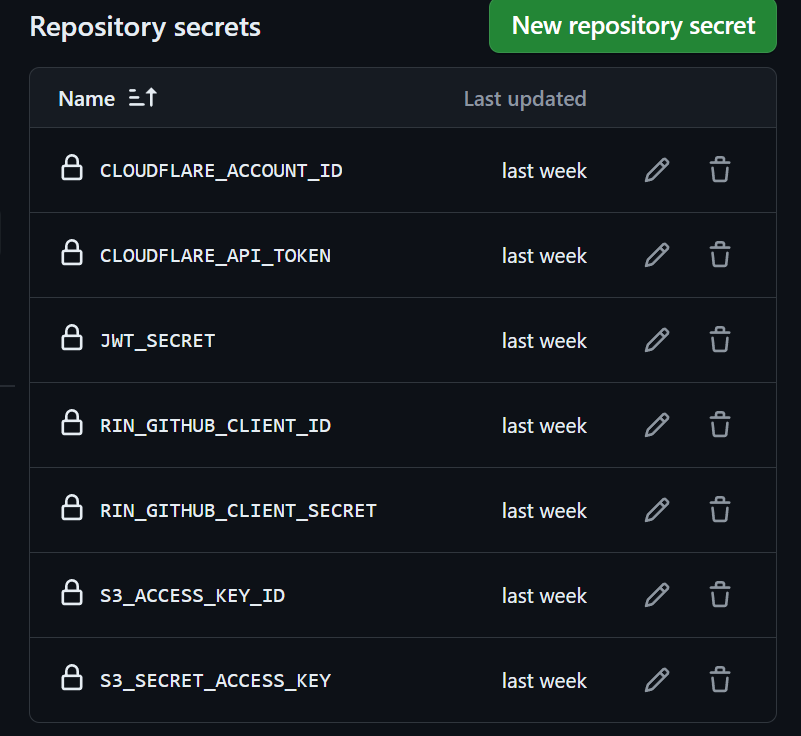 Repository secrets New repository secret
Name Last updated
CLOUDFLARE_ACCOUNT_ID last week
CLOUDFLARE_API_TOKEN last week
JWT_SECRET last week
RIN_GITHUB_CLIENT_ID last week
RIN_GITHUB_CLIENT_SECRET last week
S3_ACCESS_KEY_ID last week
S3_SECRET_ACCESS_KEY last week